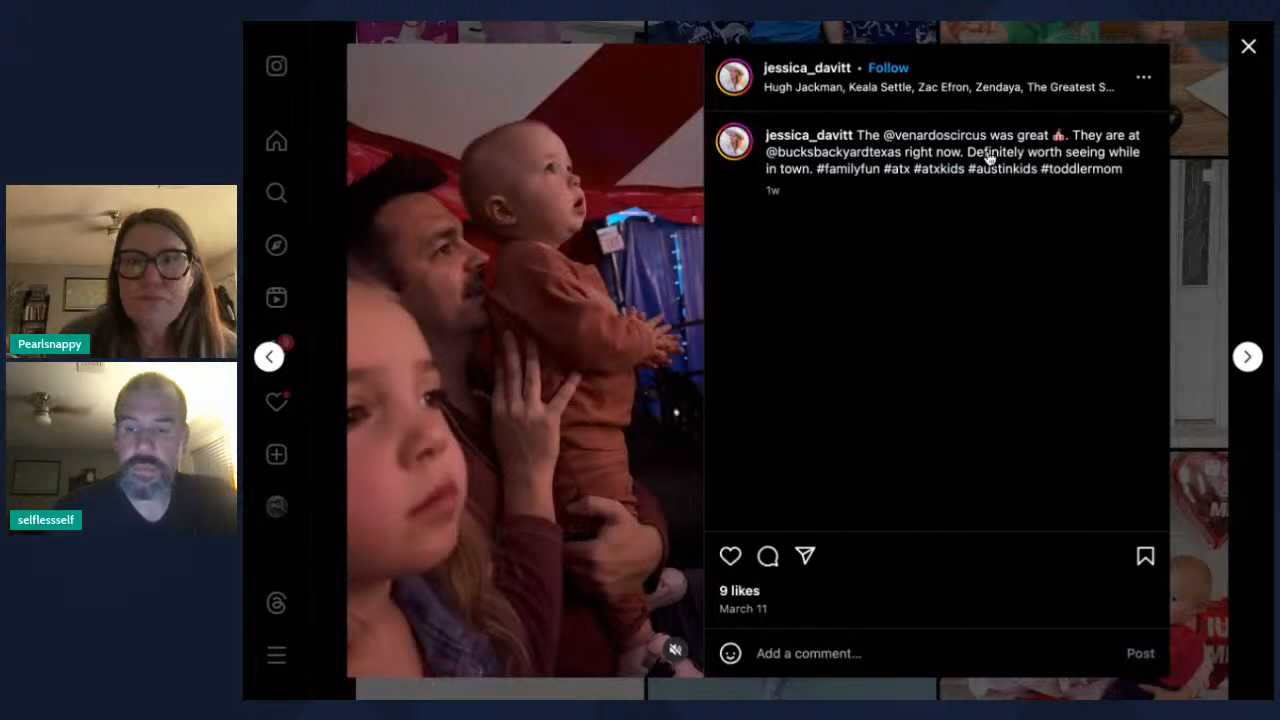 Pearlsnappy
selflessself
jessica_davitt • Follow
Hugh Jackman, Keala Settle, Zac Efron, Zendaya, The Greatest S...
jessica_davitt The @venardoscircus was great 🎪. They are at
@bucksbackyardtexas right now. Definitely worth seeing while
in town. #familyfun #atx #atxkids #austinkids #toddlermom
1w
9 likes
March 11
Add a comment...
Post